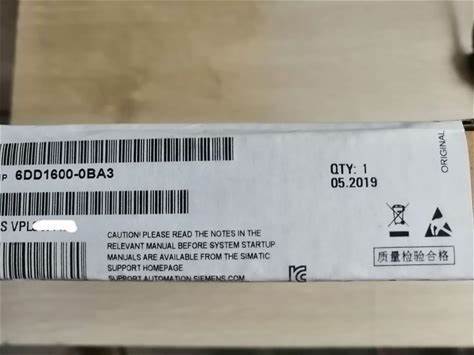 1P 6DD1600-0BA3
QTY: 1
05.2019
ORIGINAL
S VPL
CAUTION! PLEASE READ THE NOTES IN THE
RELEVANT MANUAL BEFORE SYSTEM STARTUP.
MANUALS ARE AVAILABLE FROM THE SIMATIC
SUPPORT HOMEPAGE
SUPPORT.AUTOMATION.SIEMENS.COM
质量检验合格